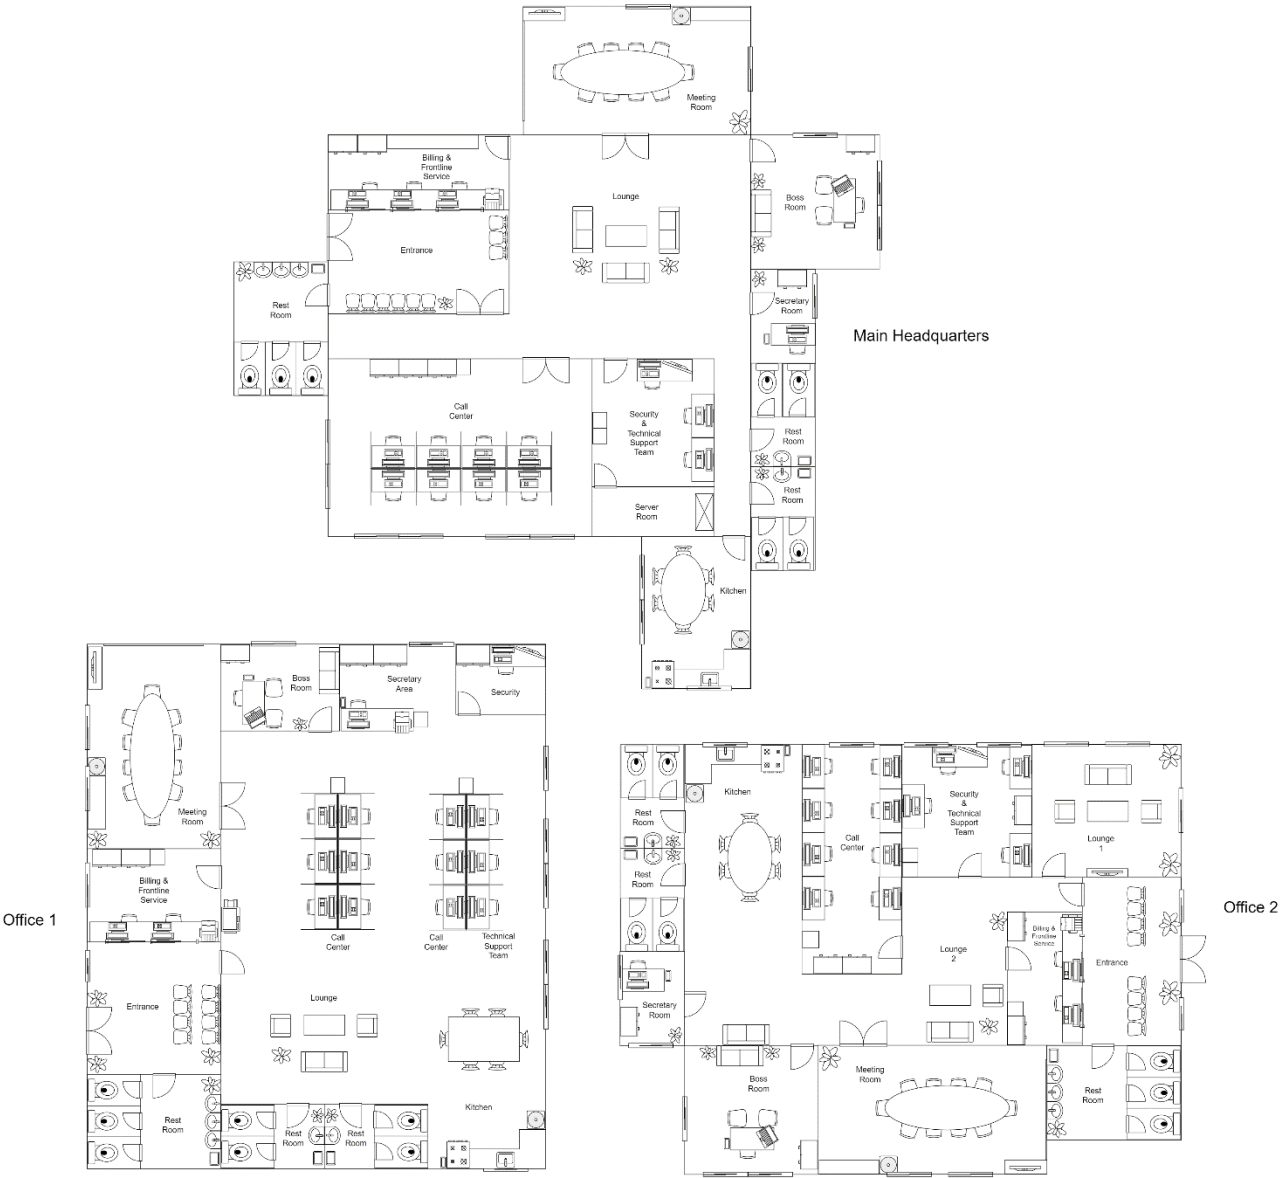 Meeting
Room
Billing &
Frontline
Service
Lounge
Boss
Room
Entrance
Rest
Room
Secretary
Room
Main Headquarters
Call
Center
Security
&
Technical
Support
Team
Rest
Room
Rest
Room
Server
Room
Kitchen
Office 1
Boss
Room
Secretary
Area
Security
Meeting
Room
Billing &
Frontline
Service
Call
Center
Call
Center
Technical
Support
Team
Entrance
Lounge
Kitchen
Rest
Room
Rest
Room
Rest
Room
Office 2
Kitchen
Rest
Room
Rest
Room
Call
Center
Security
&
Technical
Support
Team
Lounge
1
Lounge
2
Billing &
Frontline
Service
Entrance
Secretary
Room
Boss
Room
Meeting
Room
Rest
Room